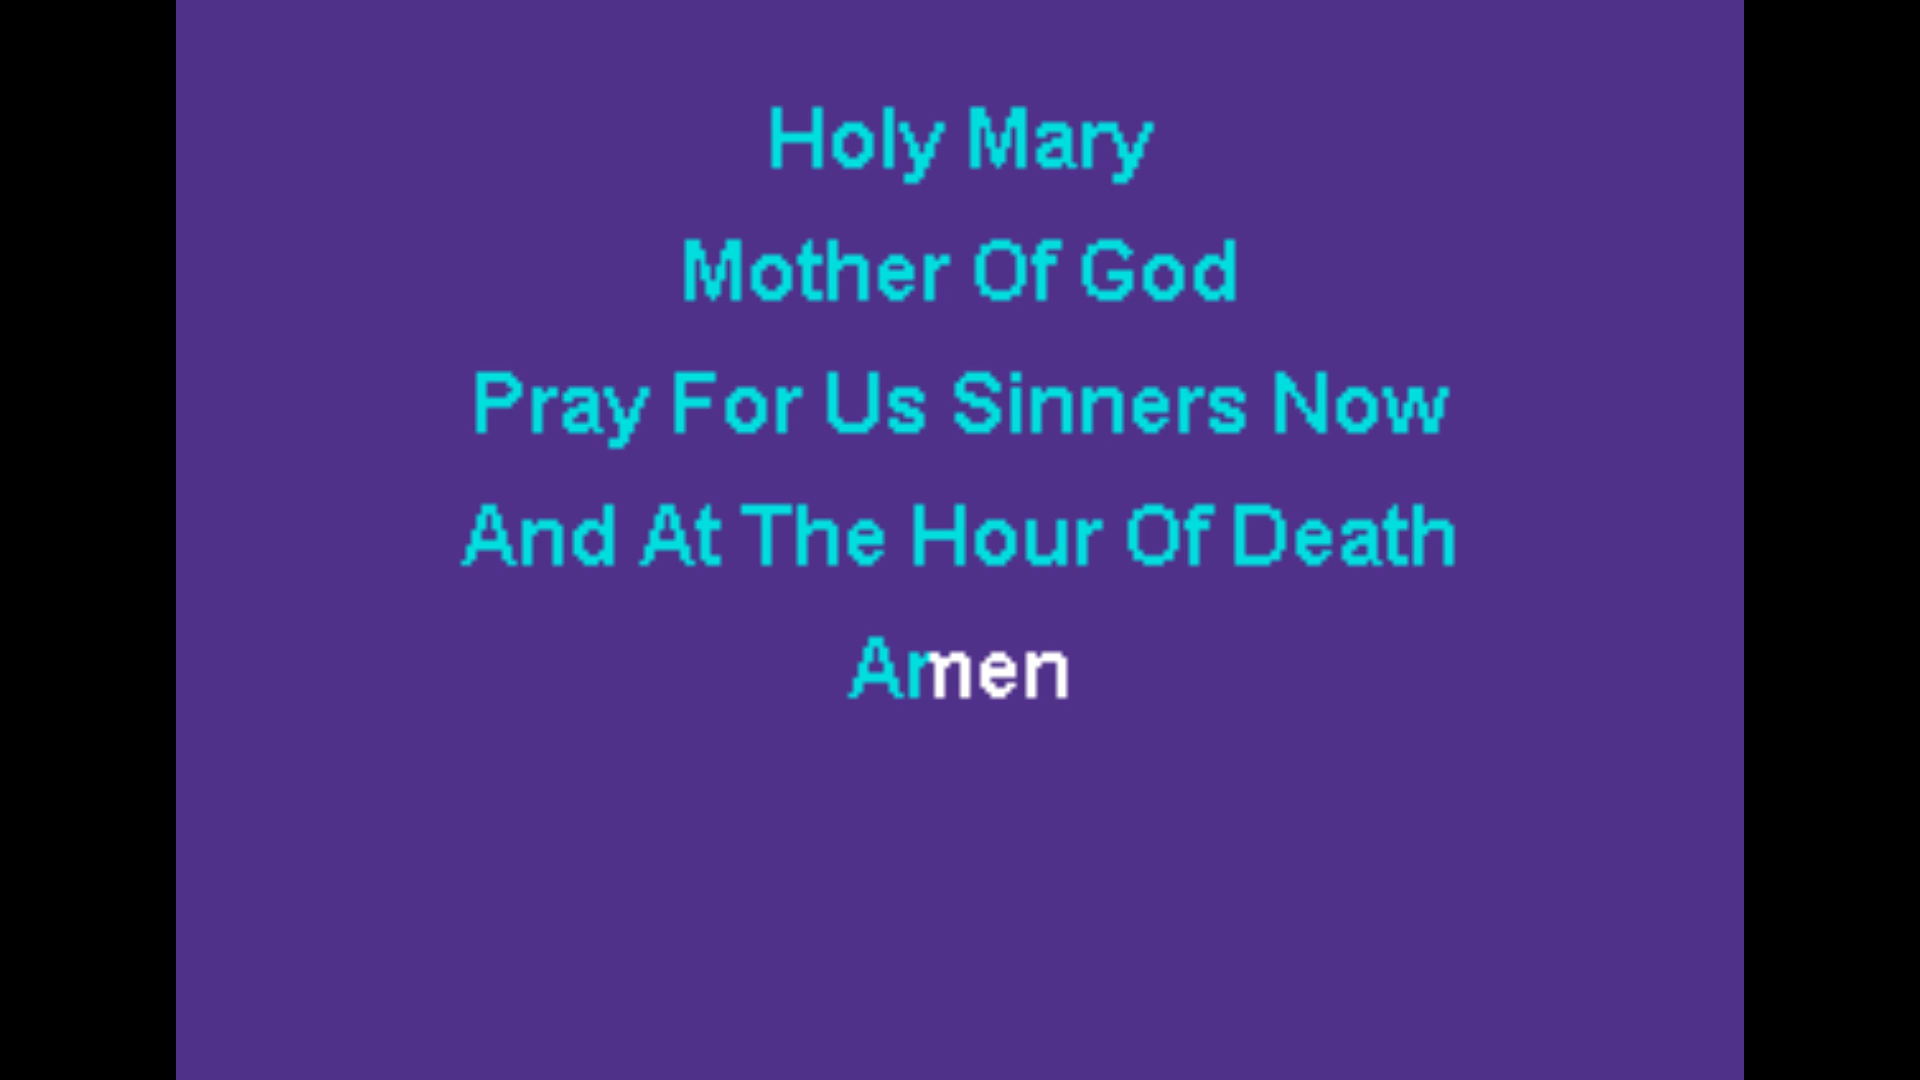 Holy Mary
Mother Of God
Pray For Us Sinners Now
And At The Hour Of Death
Amen